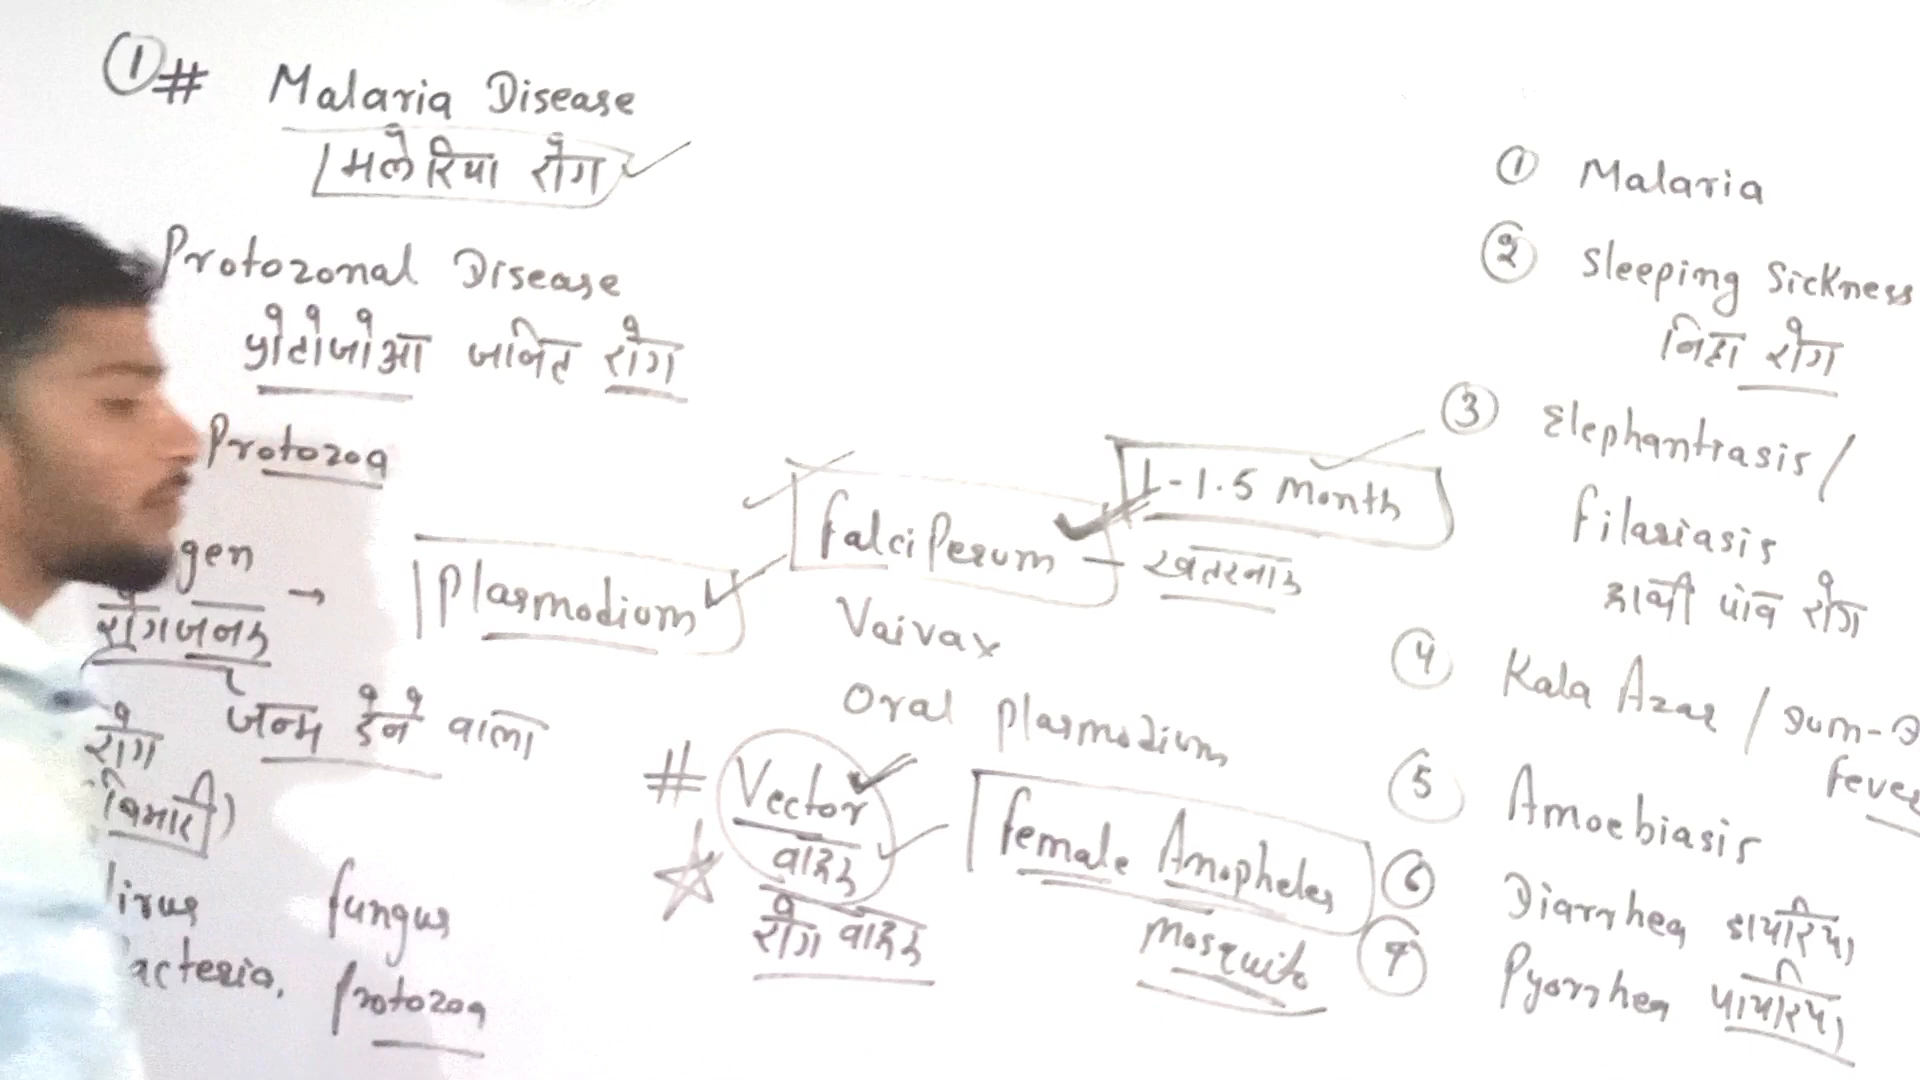 ① # Malaria Disease
मलेरिया रोग
Protozonal Disease
प्रोटोजोआ जनित रोग
Protozoa
gen
रोगजनक →
Plasmodium
falciperum - खतरनाक
1-1.5 Month
Vaivax
Oral plasmodium
जन्म देने वाला
रोग
बिमारी)
irus fungus
acteria, protozoa
# Vector
वाहक
रोग वाहक
female Anopheles
Mosquito
① Malaria
② Sleeping Sickness
निद्रा रोग
③ Elephantiasis /
filariasis
हाथी पांव रोग
④ Kala Azar / Dum-D
fever
⑤ Amoebiasis
⑥ Diarrhea डायरिया
⑦ Pyorrhea पायरिया